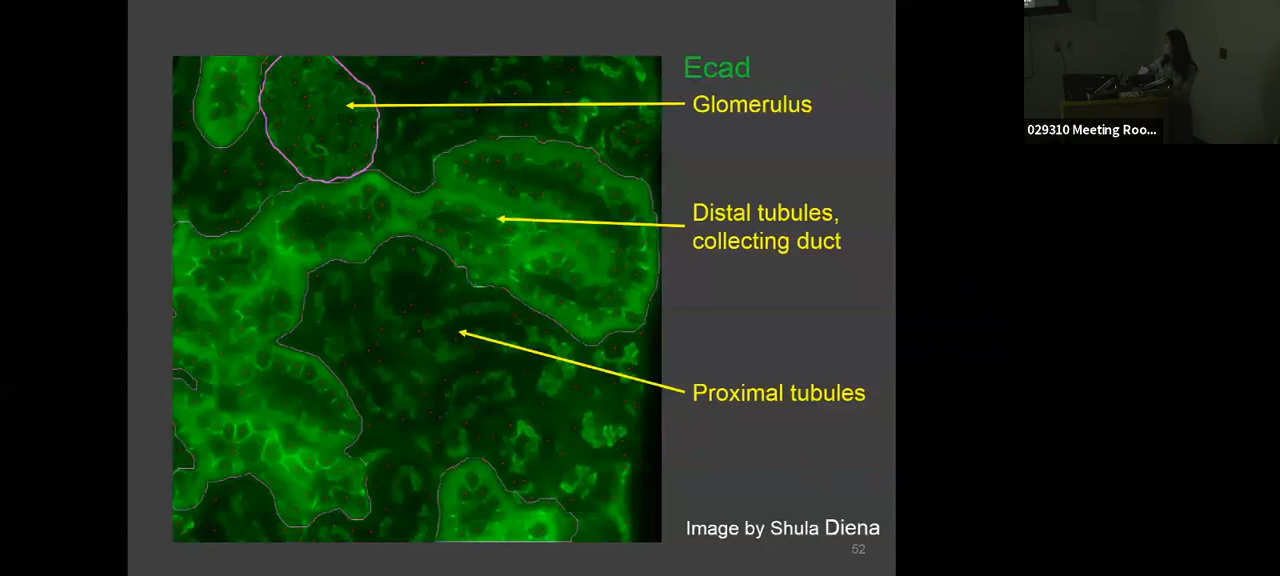 Ecad
Glomerulus
Distal tubules,
collecting duct
Proximal tubules
Image by Shula Diena
52
029310 Meeting Roo...